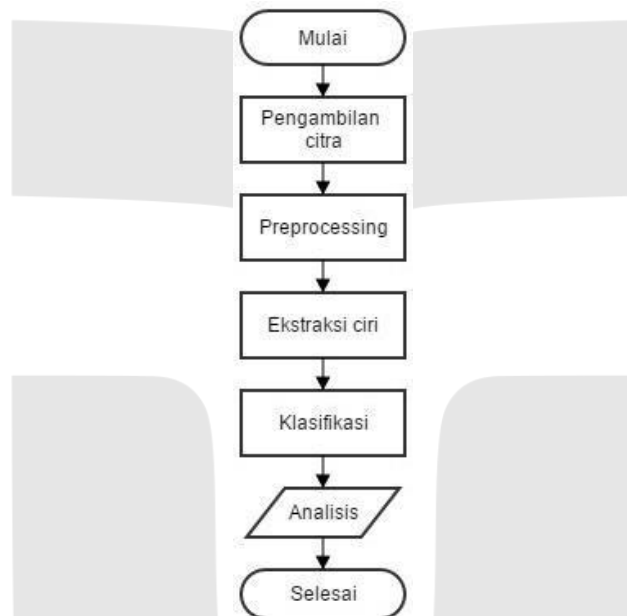 Mulai
Pengambilan
citra
Preprocessing
Ekstraksi ciri
Klasifikasi
Analisis
Selesai